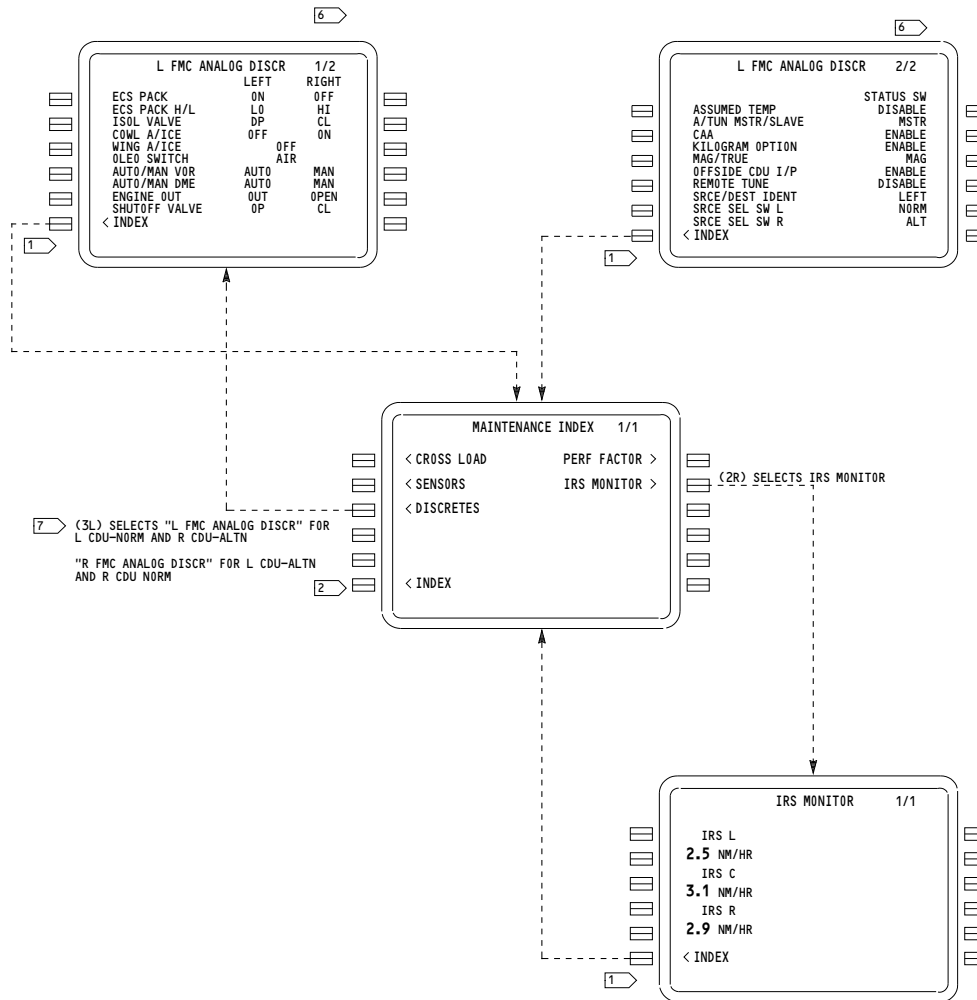 6
L FMC ANALOG DISCR 1/2
LEFT RIGHT
ECS PACK ON OFF
ECS PACK H/L LO HI
ISOL VALVE DP CL
COWL A/ICE OFF ON
WING A/ICE OFF
OLEO SWITCH AIR
AUTO/MAN VOR AUTO MAN
AUTO/MAN DME AUTO MAN
ENGINE OUT OUT OPEN
SHUTOFF VALVE OP CL
< INDEX
1
6
L FMC ANALOG DISCR 2/2
STATUS SW
ASSUMED TEMP DISABLE
A/TUN MSTR/SLAVE MSTR
CAA ENABLE
KILOGRAM OPTION ENABLE
MAG/TRUE MAG
OFFSIDE CDU I/P ENABLE
REMOTE TUNE DISABLE
SRCE/DEST IDENT LEFT
SRCE SEL SW L NORM
SRCE SEL SW R ALT
< INDEX
1
MAINTENANCE INDEX 1/1
< CROSS LOAD PERF FACTOR >
< SENSORS IRS MONITOR >
< DISCRETES
< INDEX
2
(2R) SELECTS IRS MONITOR
7 (3L) SELECTS "L FMC ANALOG DISCR" FOR
L CDU-NORM AND R CDU-ALTN
"R FMC ANALOG DISCR" FOR L CDU-ALTN
AND R CDU NORM
IRS MONITOR 1/1
IRS L
2.5 NM/HR
IRS C
3.1 NM/HR
IRS R
2.9 NM/HR
< INDEX
1